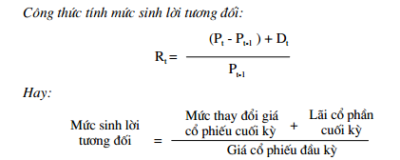 Công thức tính mức sinh lời tương đối:
(Pt - Pt-1 ) + Dt
Rt =
Pt-1
Hay:
Mức sinh lời tương đối = Mức thay đổi giá cổ phiếu cuối kỳ + Lãi cổ phần cuối kỳ
Giá cổ phiếu đầu kỳ